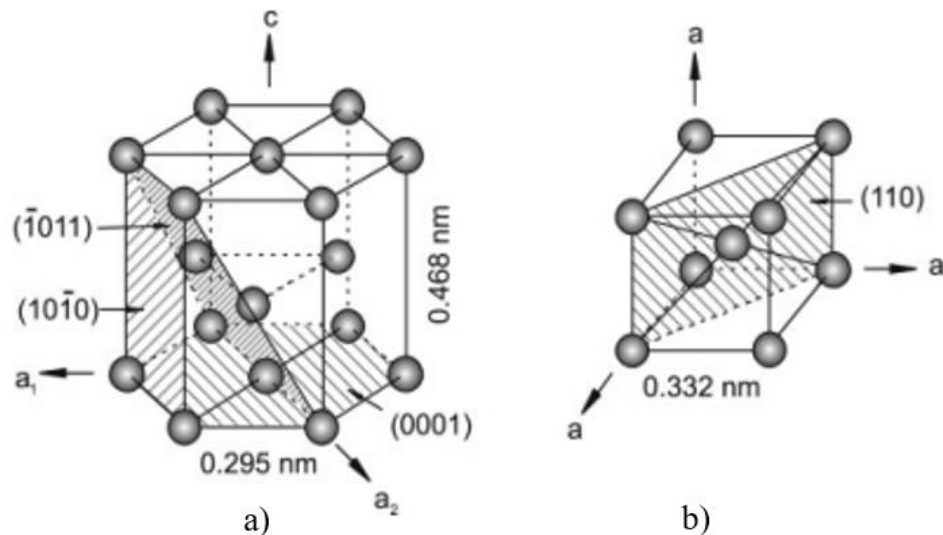 c
(1̄011)
(101̄0)
a₁
0.468 nm
(0001)
0.295 nm
a₂
a)
a
(110)
a
a
0.332 nm
b)